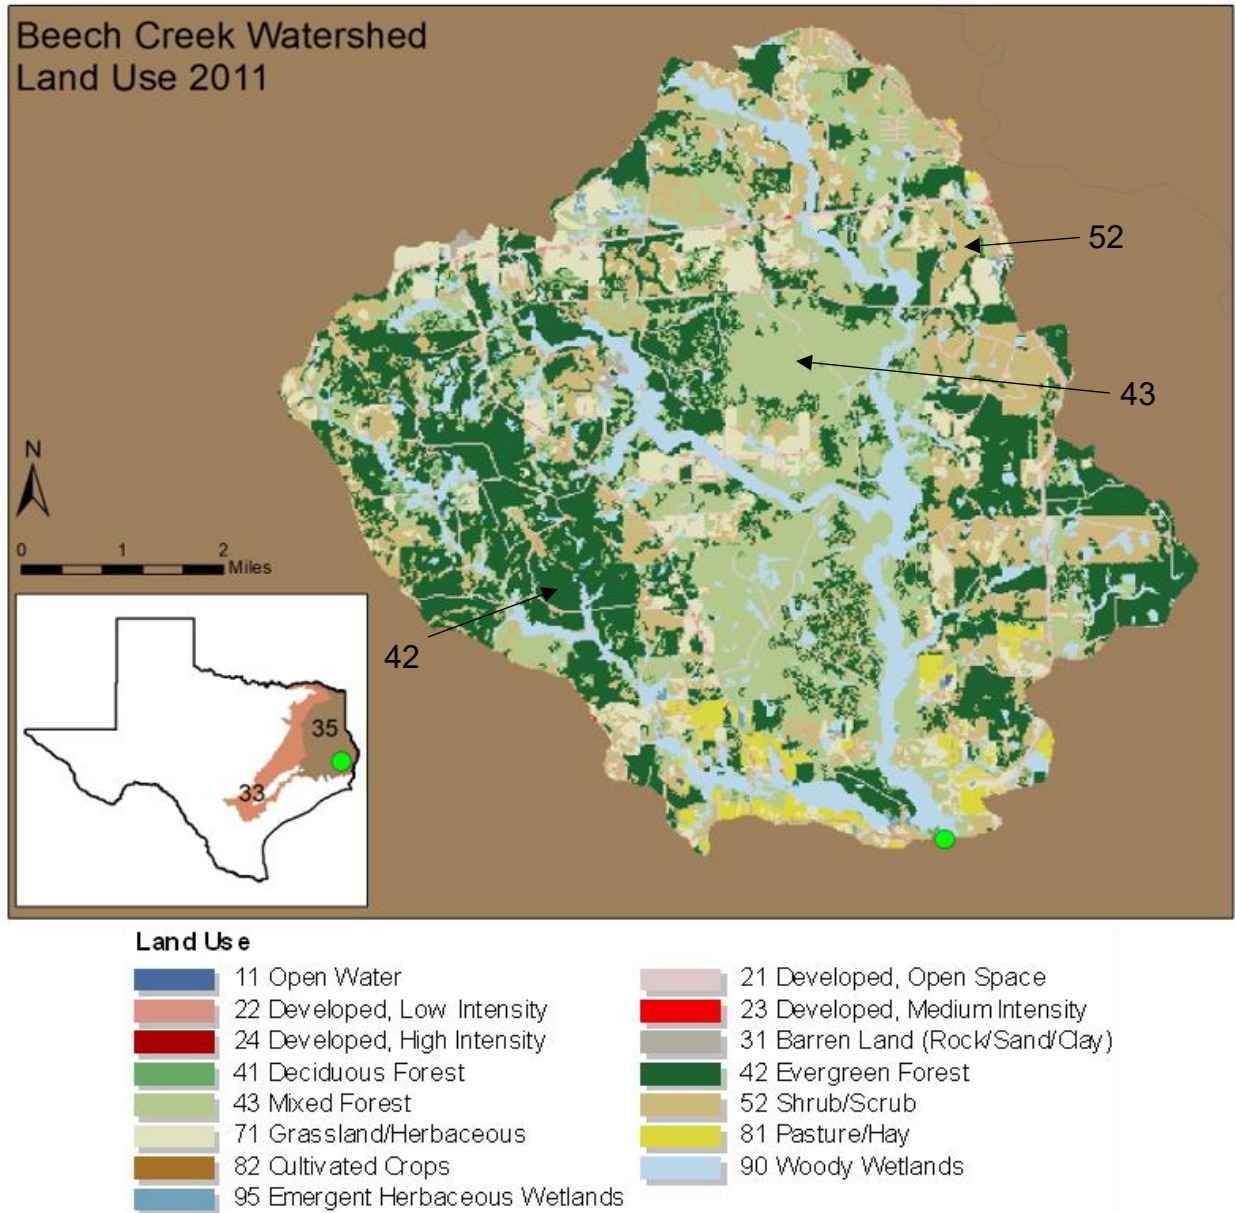 Beech Creek Watershed
Land Use 2011
52
43
N
0 1 2
Miles
42
35
33
Land Use
11 Open Water
22 Developed, Low Intensity
24 Developed, High Intensity
41 Deciduous Forest
43 Mixed Forest
71 Grassland/Herbaceous
82 Cultivated Crops
95 Emergent Herbaceous Wetlands
21 Developed, Open Space
23 Developed, Medium Intensity
31 Barren Land (Rock/Sand/Clay)
42 Evergreen Forest
52 Shrub/Scrub
81 Pasture/Hay
90 Woody Wetlands